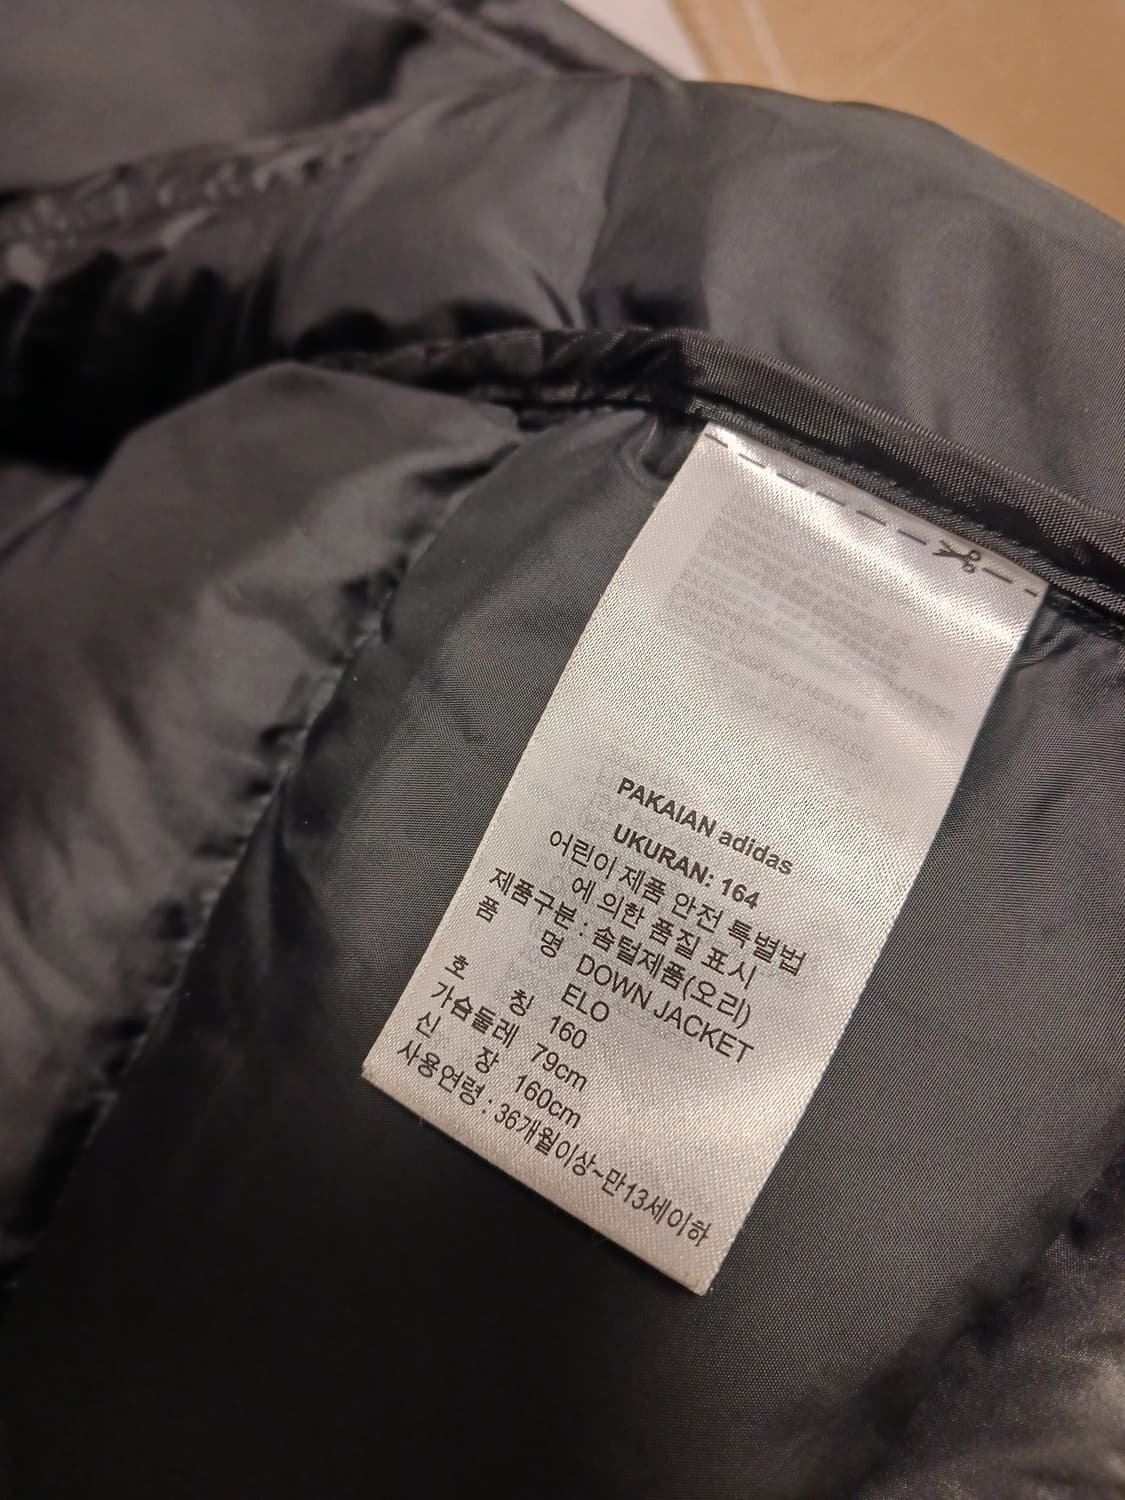 PAKAIAN adidas
UKURAN: 164
어린이 제품 안전 특별법
에 의한 품질 표시
제품구분 : 솜털제품(오리)
품 명 DOWN JACKET
ELO
호 칭 160
가슴둘레 79cm
신 장 160cm
사용연령 : 36개월이상~만13세이하